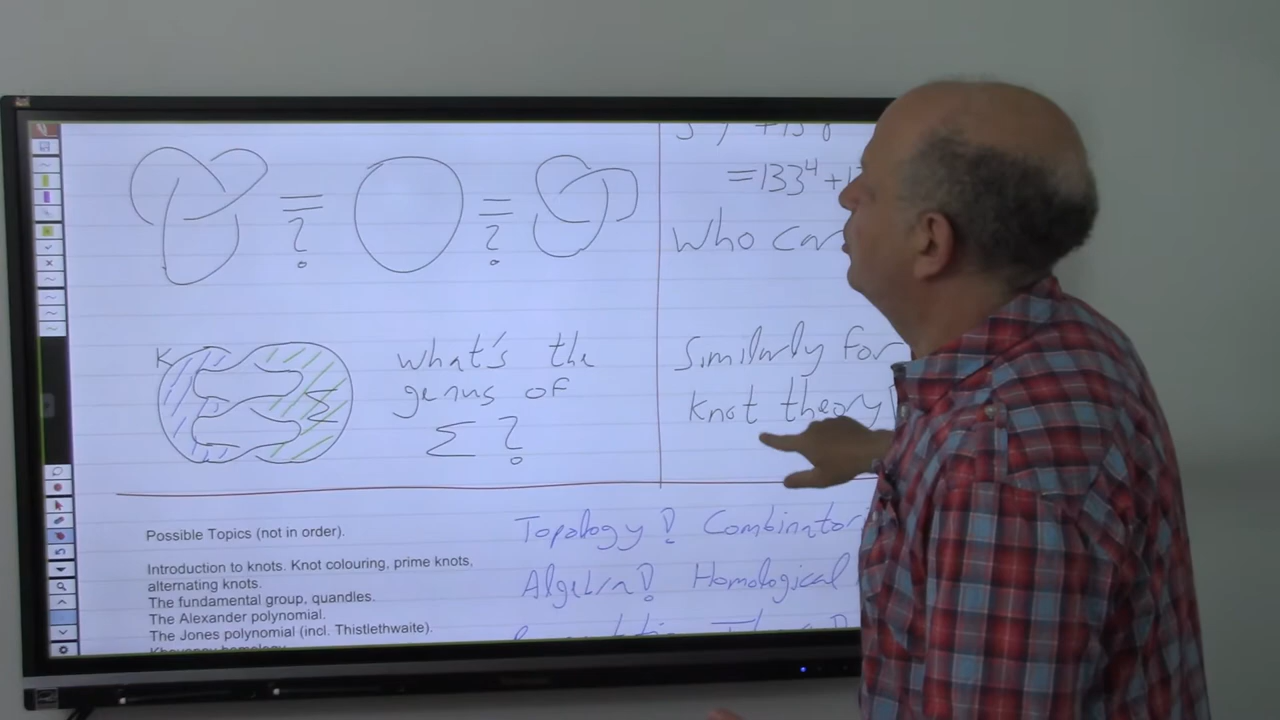 = ? = ?
= 133⁴ +
Who
K Σ
what's the
genus of
Σ ?
Similarly for
knot theory!
Possible Topics (not in order).
Introduction to knots. Knot colouring, prime knots,
alternating knots.
The fundamental group, quandles.
The Alexander polynomial.
The Jones polynomial (incl. Thistlethwaite).
Topology!
Algebra! Homological